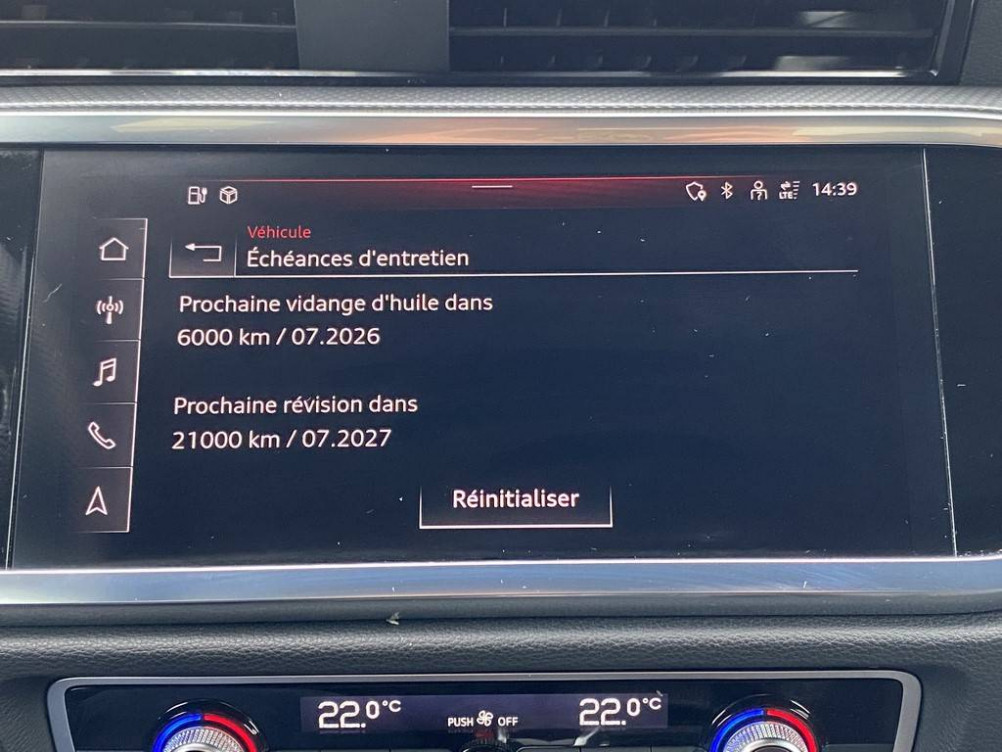 LTE
14:39
Véhicule
Échéances d'entretien
Prochaine vidange d'huile dans
6000 km / 07.2026
Prochaine révision dans
21000 km / 07.2027
Réinitialiser
22.0°C
PUSH OFF
22.0°C